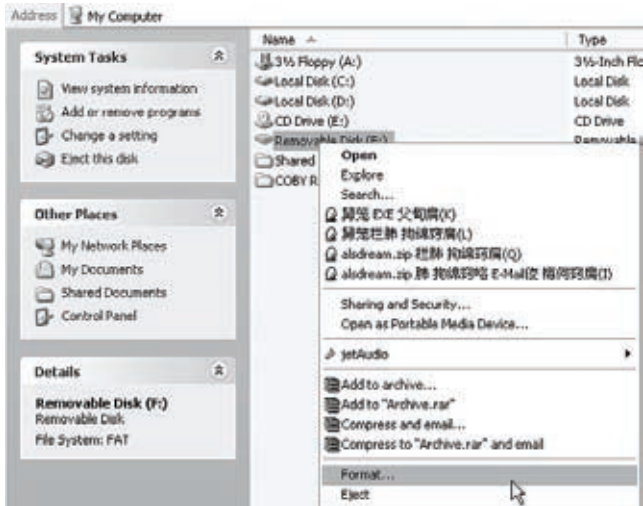 Address My Computer
System Tasks
View system information
Add or remove programs
Change a setting
Eject this disk
Other Places
My Network Places
My Documents
Shared Documents
Control Panel
Details
Removable Disk (F:)
Removable Disk
File System: FAT
Name Type
3½ Floppy (A:) 3½-Inch Flo
Local Disk (C:) Local Disk
Local Disk (D:) Local Disk
CD Drive (E:) CD Drive
Removable Disk (F:) Removable
Shared
COBY R
Open
Explore
Search...
EXE (X)
(L)
alsdream.zip (Q)
alsdream.zip E-Mail (I)
Sharing and Security...
Open as Portable Media Device...
jetAudio
Add to archive...
Add to "Archive.rar"
Compress and email...
Compress to "Archive.rar" and email
Format...
Eject